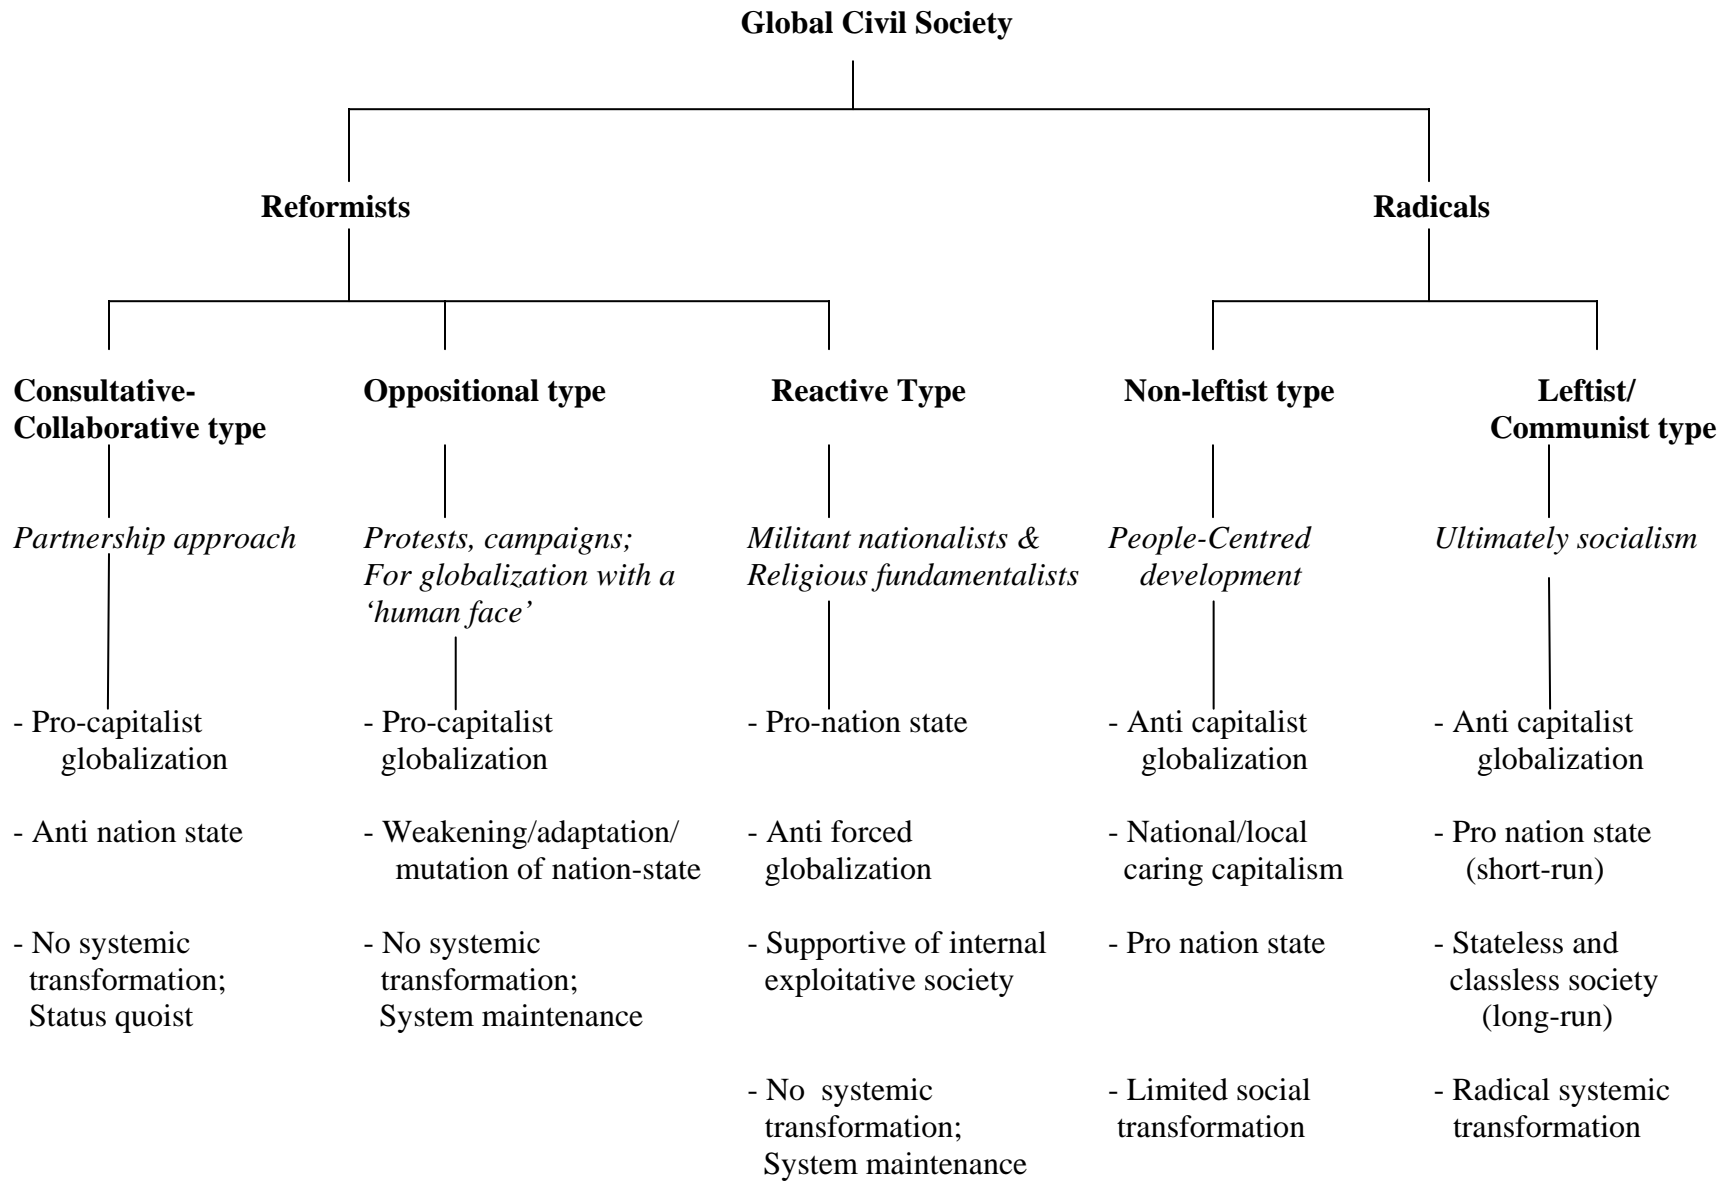 Global Civil Society
Reformists
Radicals
Consultative-
Collaborative type
Oppositional type
Reactive Type
Non-leftist type
Leftist/
Communist type
Partnership approach
Protests, campaigns;
For globalization with a
‘human face’
Militant nationalists &
Religious fundamentalists
People-Centred
development
Ultimately socialism
- Pro-capitalist
globalization
- Anti nation state
- No systemic
transformation;
Status quoist
- Pro-capitalist
globalization
- Weakening/adaptation/
mutation of nation-state
- No systemic
transformation;
System maintenance
- Pro-nation state
- Anti forced
globalization
- Supportive of internal
exploitative society
- No systemic
transformation;
System maintenance
- Anti capitalist
globalization
- National/local
caring capitalism
- Pro nation state
- Limited social
transformation
- Anti capitalist
globalization
- Pro nation state
(short-run)
- Stateless and
classless society
(long-run)
- Radical systemic
transformation